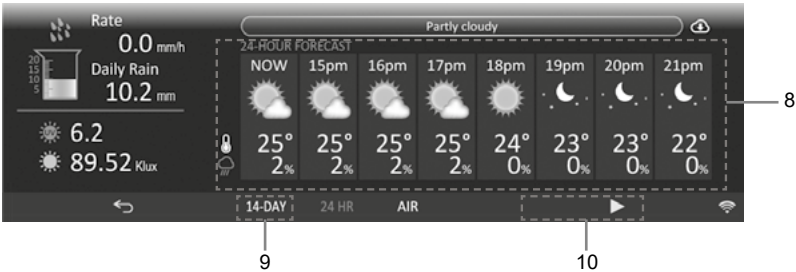 Rate
0.0 mm/h
20
15
10
5
Daily Rain
10.2 mm
UV 6.2
89.52 Klux
Partly cloudy
24-HOUR FORECAST
NOW 15pm 16pm 17pm 18pm 19pm 20pm 21pm
25° 25° 25° 25° 24° 23° 23° 22°
2% 2% 2% 2% 0% 0% 0% 0%
14-DAY 24 HR AIR
8
9
10